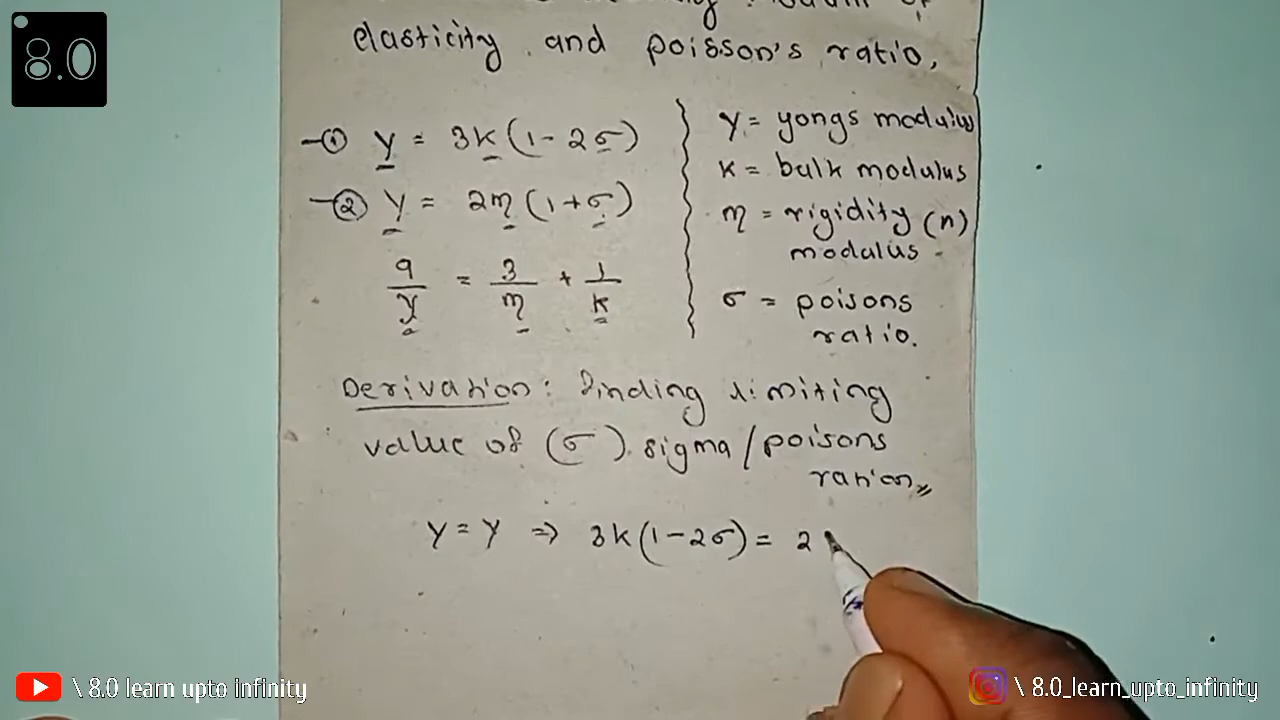 8.0
elasticity and poisson's ratio,
① y = 3k(1-2σ)
② y = 2η(1+σ)
9/y = 3/η + 1/k
y = yongs modulus
k = bulk modulus
η = rigidity (n)
modulus
σ = poisons
ratio.
Derivation: Finding limiting
value of (σ) sigma/poisons
ration
y = y ⇒ 3k(1-2σ) = 2
\ 8.0 learn upto infinity
\ 8.0_learn_upto_infinity